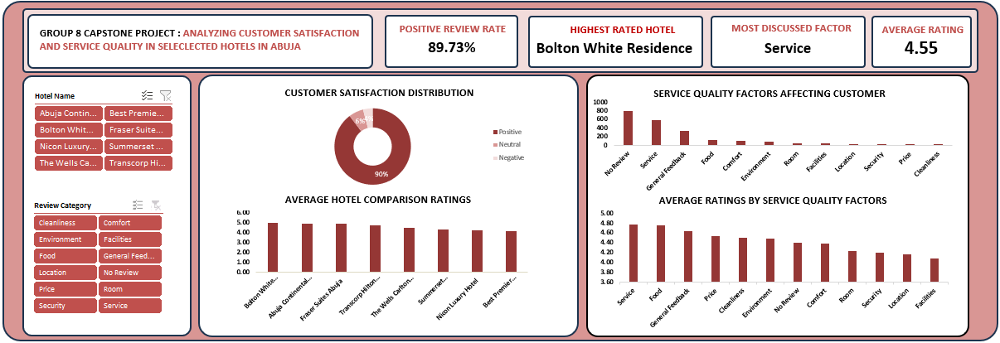 GROUP 8 CAPSTONE PROJECT : ANALYZING CUSTOMER SATISFACTION
AND SERVICE QUALITY IN SELECLECTED HOTELS IN ABUJA
POSITIVE REVIEW RATE
89.73%
HIGHEST RATED HOTEL
Bolton White Residence
MOST DISCUSSED FACTOR
Service
AVERAGE RATING
4.55
Hotel Name
Abuja Contin... Best Premie...
Bolton Whit... Fraser Suite...
Nicon Luxury... Summerset ...
The Wells Ca... Transcorp Hi...
Review Category
Cleanliness Comfort
Environment Facilities
Food General Feed...
Location No Review
Price Room
Security Service
CUSTOMER SATISFACTION DISTRIBUTION
6% 4%
90%
Positive
Neutral
Negative
AVERAGE HOTEL COMPARISON RATINGS
6.00
5.00
4.00
3.00
2.00
1.00
0.00
Bolton White...
Abuja Continental...
Fraser Suites Abuja
Transcorp Hilton...
The Wells Carlton...
Summerset...
Nicon Luxury Hotel
Best Premier...
SERVICE QUALITY FACTORS AFFECTING CUSTOMER
1000
800
600
400
200
0
No Review
Service
General Feedback
Food
Comfort
Environment
Room
Facilities
Location
Security
Price
Cleanliness
AVERAGE RATINGS BY SERVICE QUALITY FACTORS
5.00
4.80
4.60
4.40
4.20
4.00
3.80
3.60
Service
Food
General Feedback
Price
Cleanliness
Environment
No Review
Comfort
Room
Security
Location
Facilities